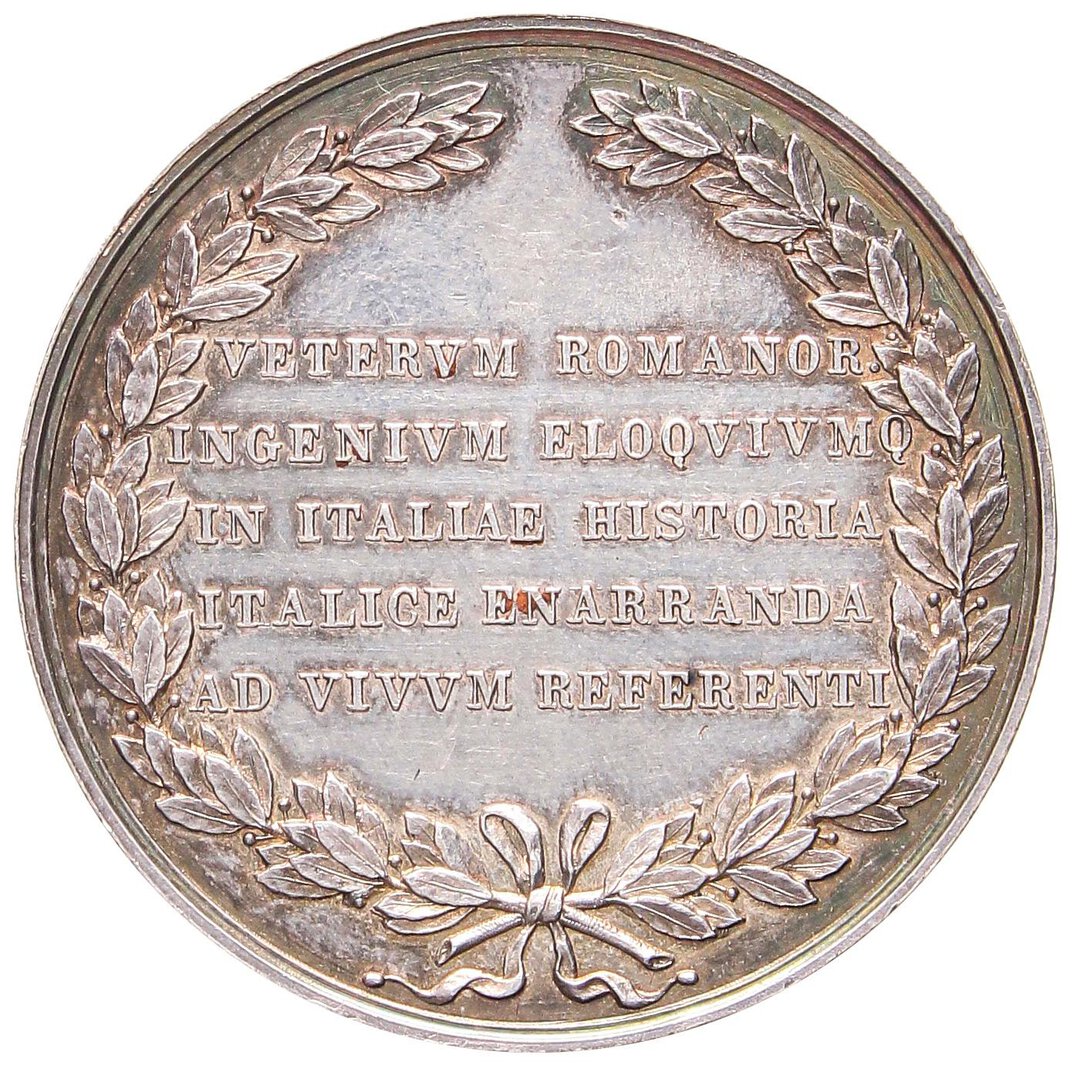 VETERVM ROMANOR.
INGENIVM ELOQVIVMQ
IN ITALIAE HISTORIA
ITALICE ENARRANDA
AD VIVVM REFERENTI